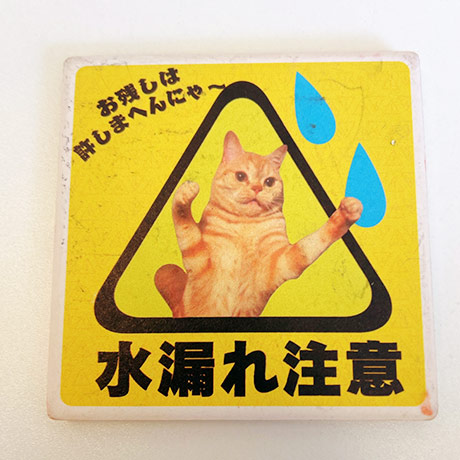 お残しは
許しまへんにゃ〜
水漏れ注意